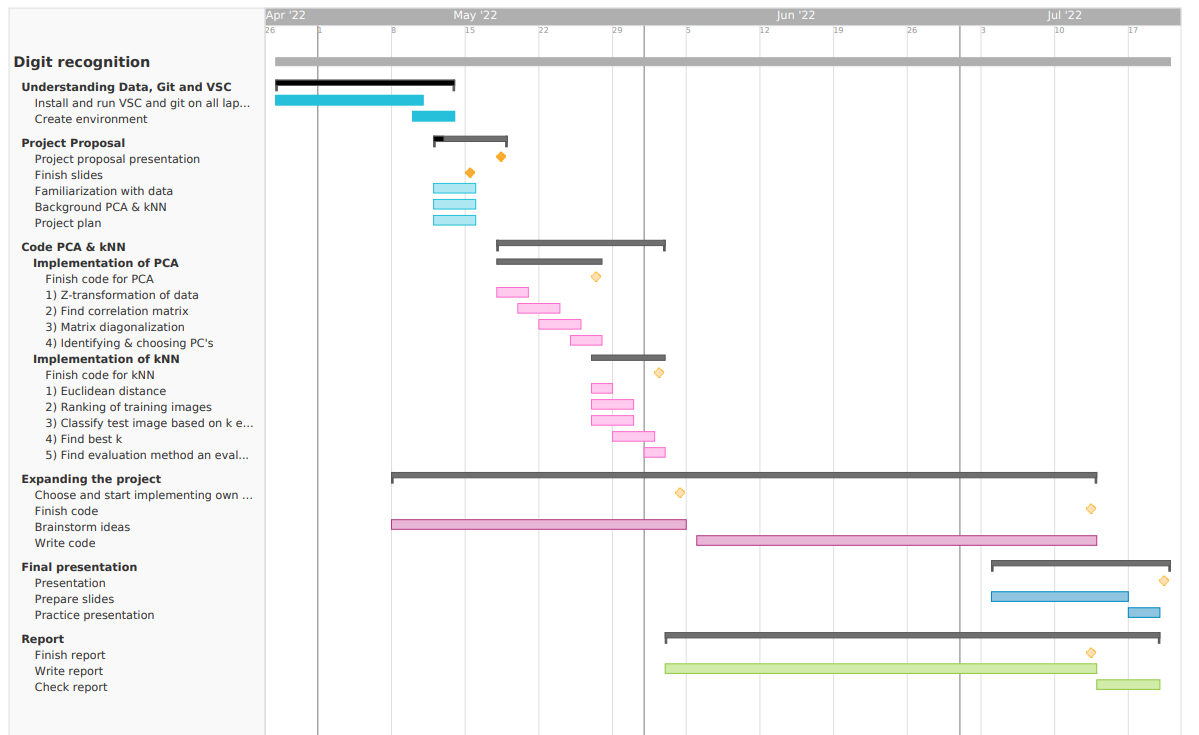 Apr '22 May '22 Jun '22 Jul '22
26 1 8 15 22 29 5 12 19 26 3 10 17
Digit recognition
Understanding Data, Git and VSC
Install and run VSC and git on all lap...
Create environment
Project Proposal
Project proposal presentation
Finish slides
Familiarization with data
Background PCA & kNN
Project plan
Code PCA & kNN
Implementation of PCA
Finish code for PCA
1) Z-transformation of data
2) Find correlation matrix
3) Matrix diagonalization
4) Identifying & choosing PC's
Implementation of kNN
Finish code for kNN
1) Euclidean distance
2) Ranking of training images
3) Classify test image based on k e...
4) Find best k
5) Find evaluation method an eval...
Expanding the project
Choose and start implementing own ...
Finish code
Brainstorm ideas
Write code
Final presentation
Presentation
Prepare slides
Practice presentation
Report
Finish report
Write report
Check report